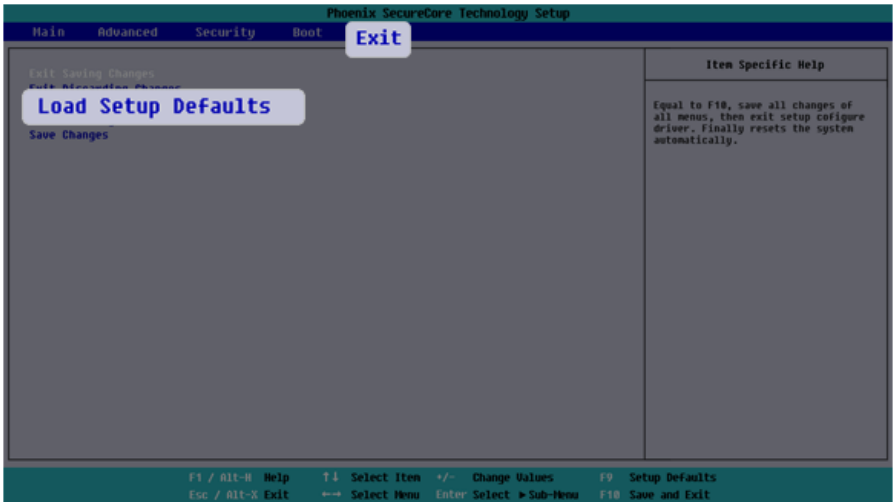 Phoenix SecureCore Technology Setup
Main Advanced Security Boot Exit
Exit Saving Changes
Exit Discarding Changes
Load Setup Defaults
Save Changes
Item Specific Help
Equal to F10, save all changes of
all menus, then exit setup cofigure
driver. Finally resets the system
automatically.
F1 / Alt-H Help ↑↓ Select Item +/- Change Values F9 Setup Defaults
Esc / Alt-X Exit ←→ Select Menu Enter Select ▶ Sub-Menu F10 Save and Exit